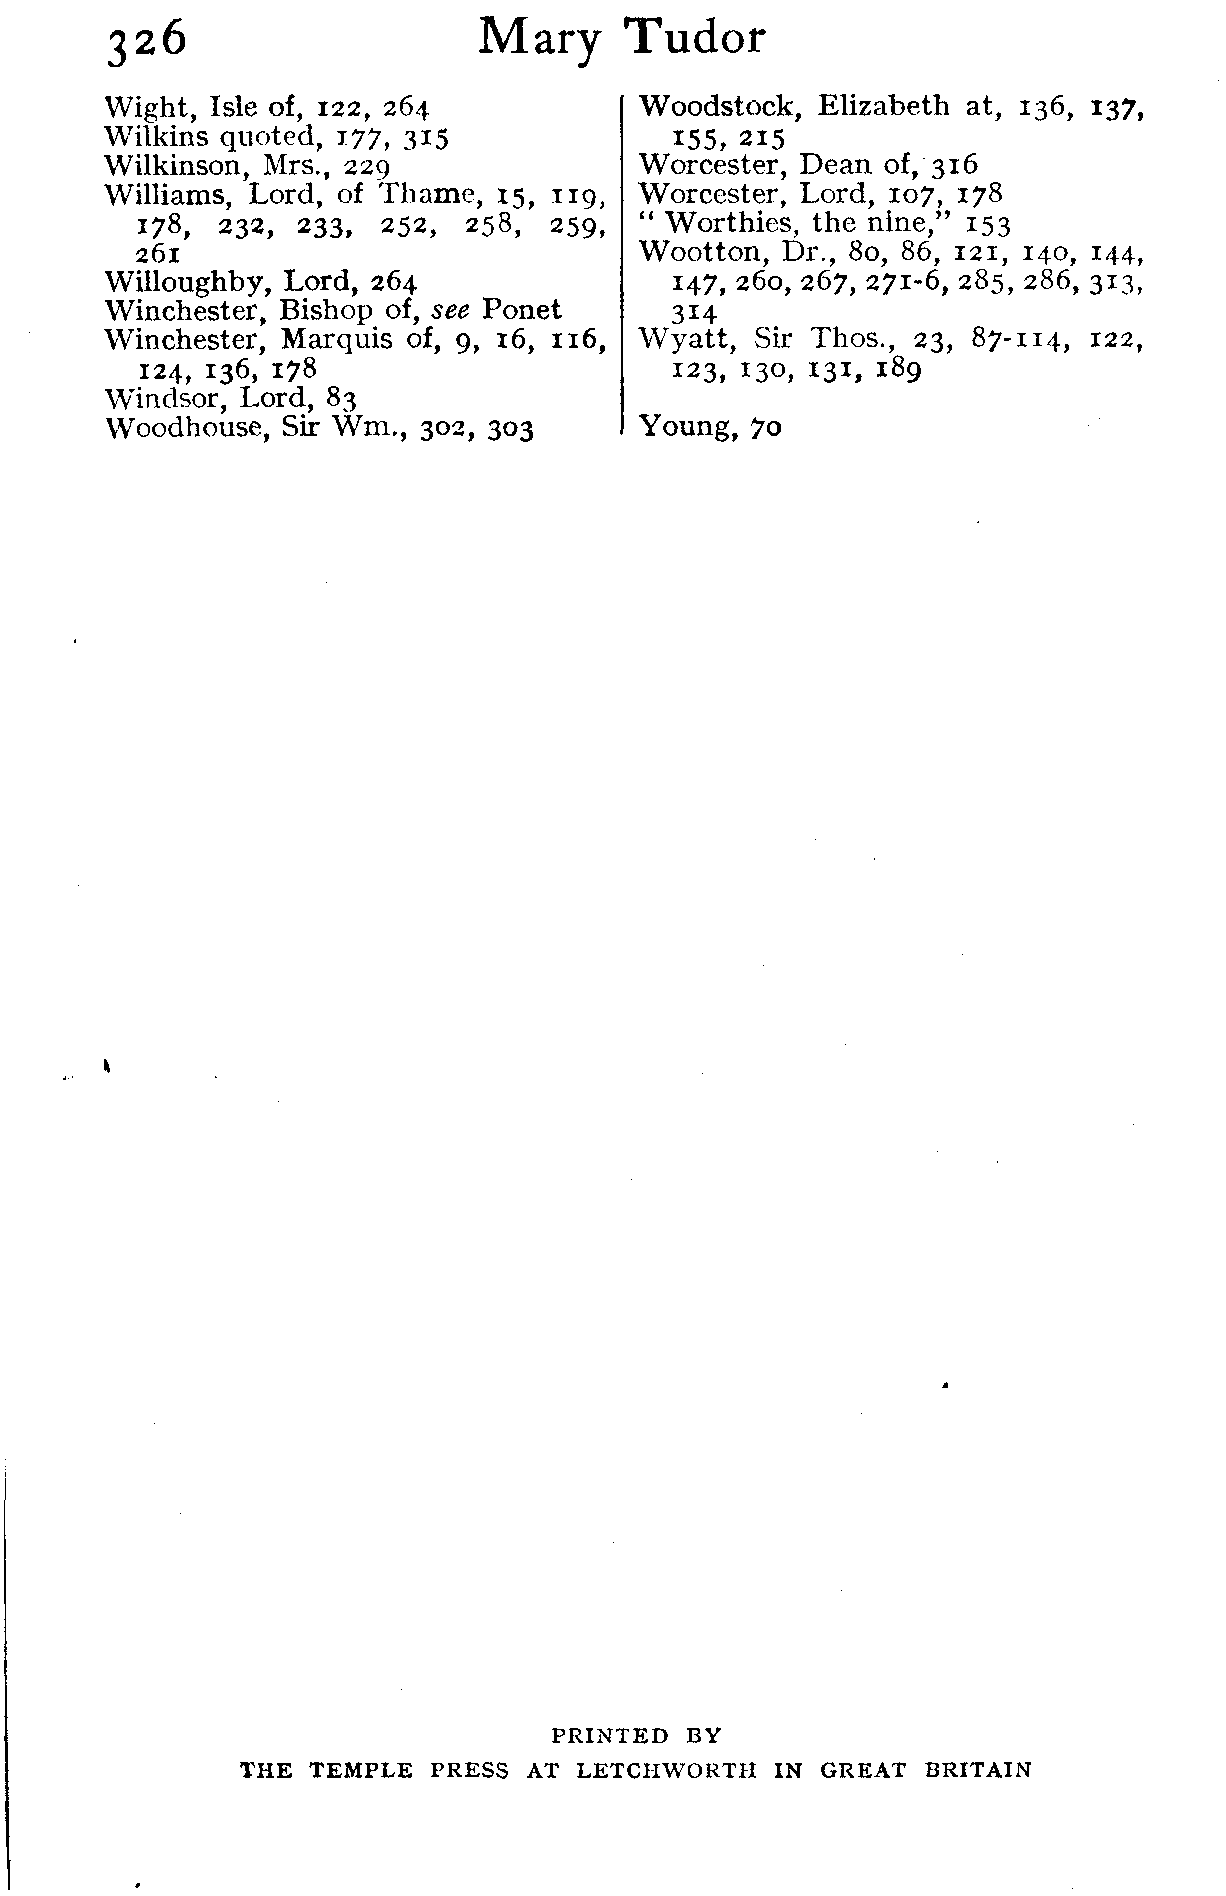 326 Mary Tudor
Wight, Isle of, 122, 264
Wilkins quoted, 177, 315
Wilkinson, Mrs., 229
Williams, Lord, of Thame, 15, 119,
178, 232, 233, 252, 258, 259,
261
Willoughby, Lord, 264
Winchester, Bishop of, see Ponet
Winchester, Marquis of, 9, 16, 116,
124, 136, 178
Windsor, Lord, 83
Woodhouse, Sir Wm., 302, 303
Woodstock, Elizabeth at, 136, 137,
155, 215
Worcester, Dean of, 316
Worcester, Lord, 107, 178
“ Worthies, the nine,” 153
Wootton, Dr., 80, 86, 121, 140, 144,
147, 260, 267, 271-6, 285, 286, 313,
314
Wyatt, Sir Thos., 23, 87-114, 122,
123, 130, 131, 189
Young, 70
PRINTED BY
THE TEMPLE PRESS AT LETCHWORTH IN GREAT BRITAIN